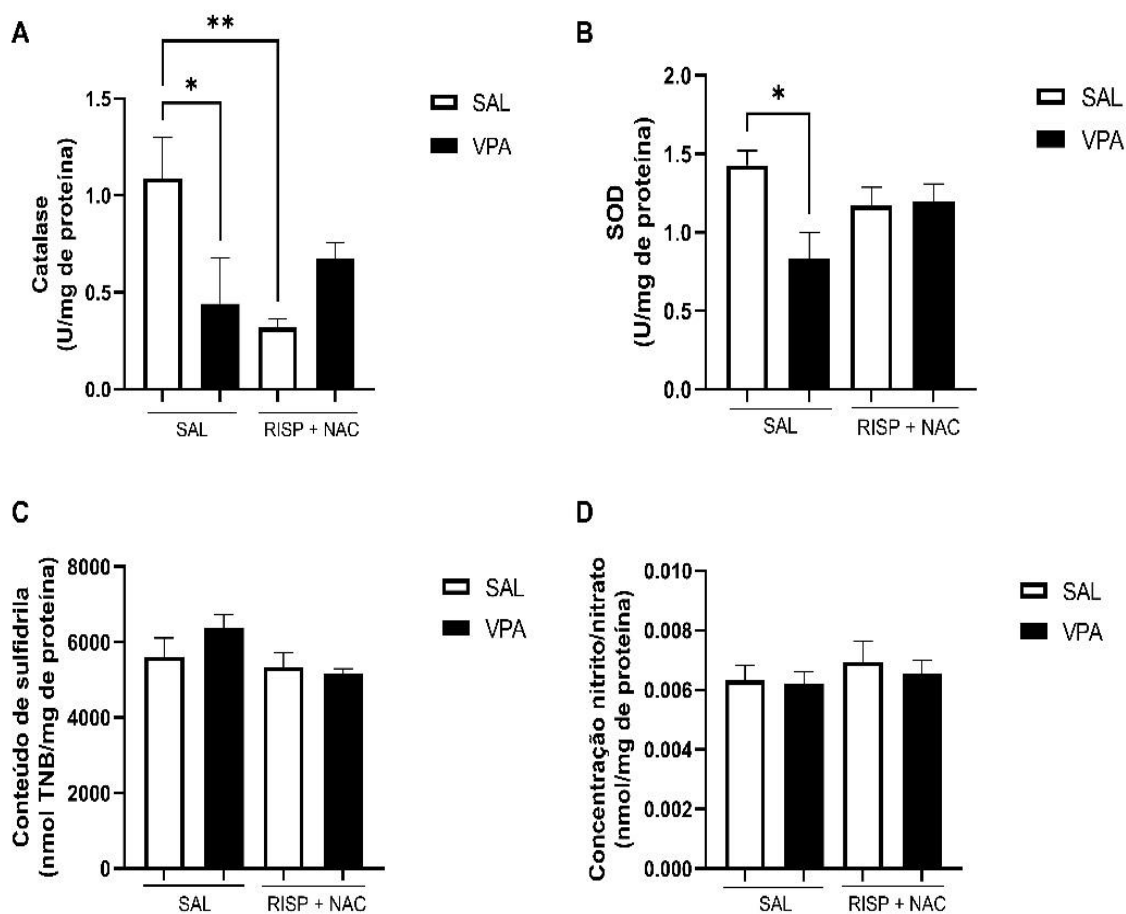 A
**
*
1.5
1.0
0.5
0.0
Catalase
(U/mg de proteína)
SAL
VPA
SAL
RISP + NAC
B
*
2.0
1.5
1.0
0.5
0.0
SOD
(U/mg de proteína)
SAL
VPA
SAL
RISP + NAC
C
8000
6000
4000
2000
0
Conteúdo de sulfidrila
(nmol TNB/mg de proteína)
SAL
VPA
SAL
RISP + NAC
D
0.010
0.008
0.006
0.004
0.002
0.000
Concentração nitrito/nitrato
(nmol/mg de proteína)
SAL
VPA
SAL
RISP + NAC